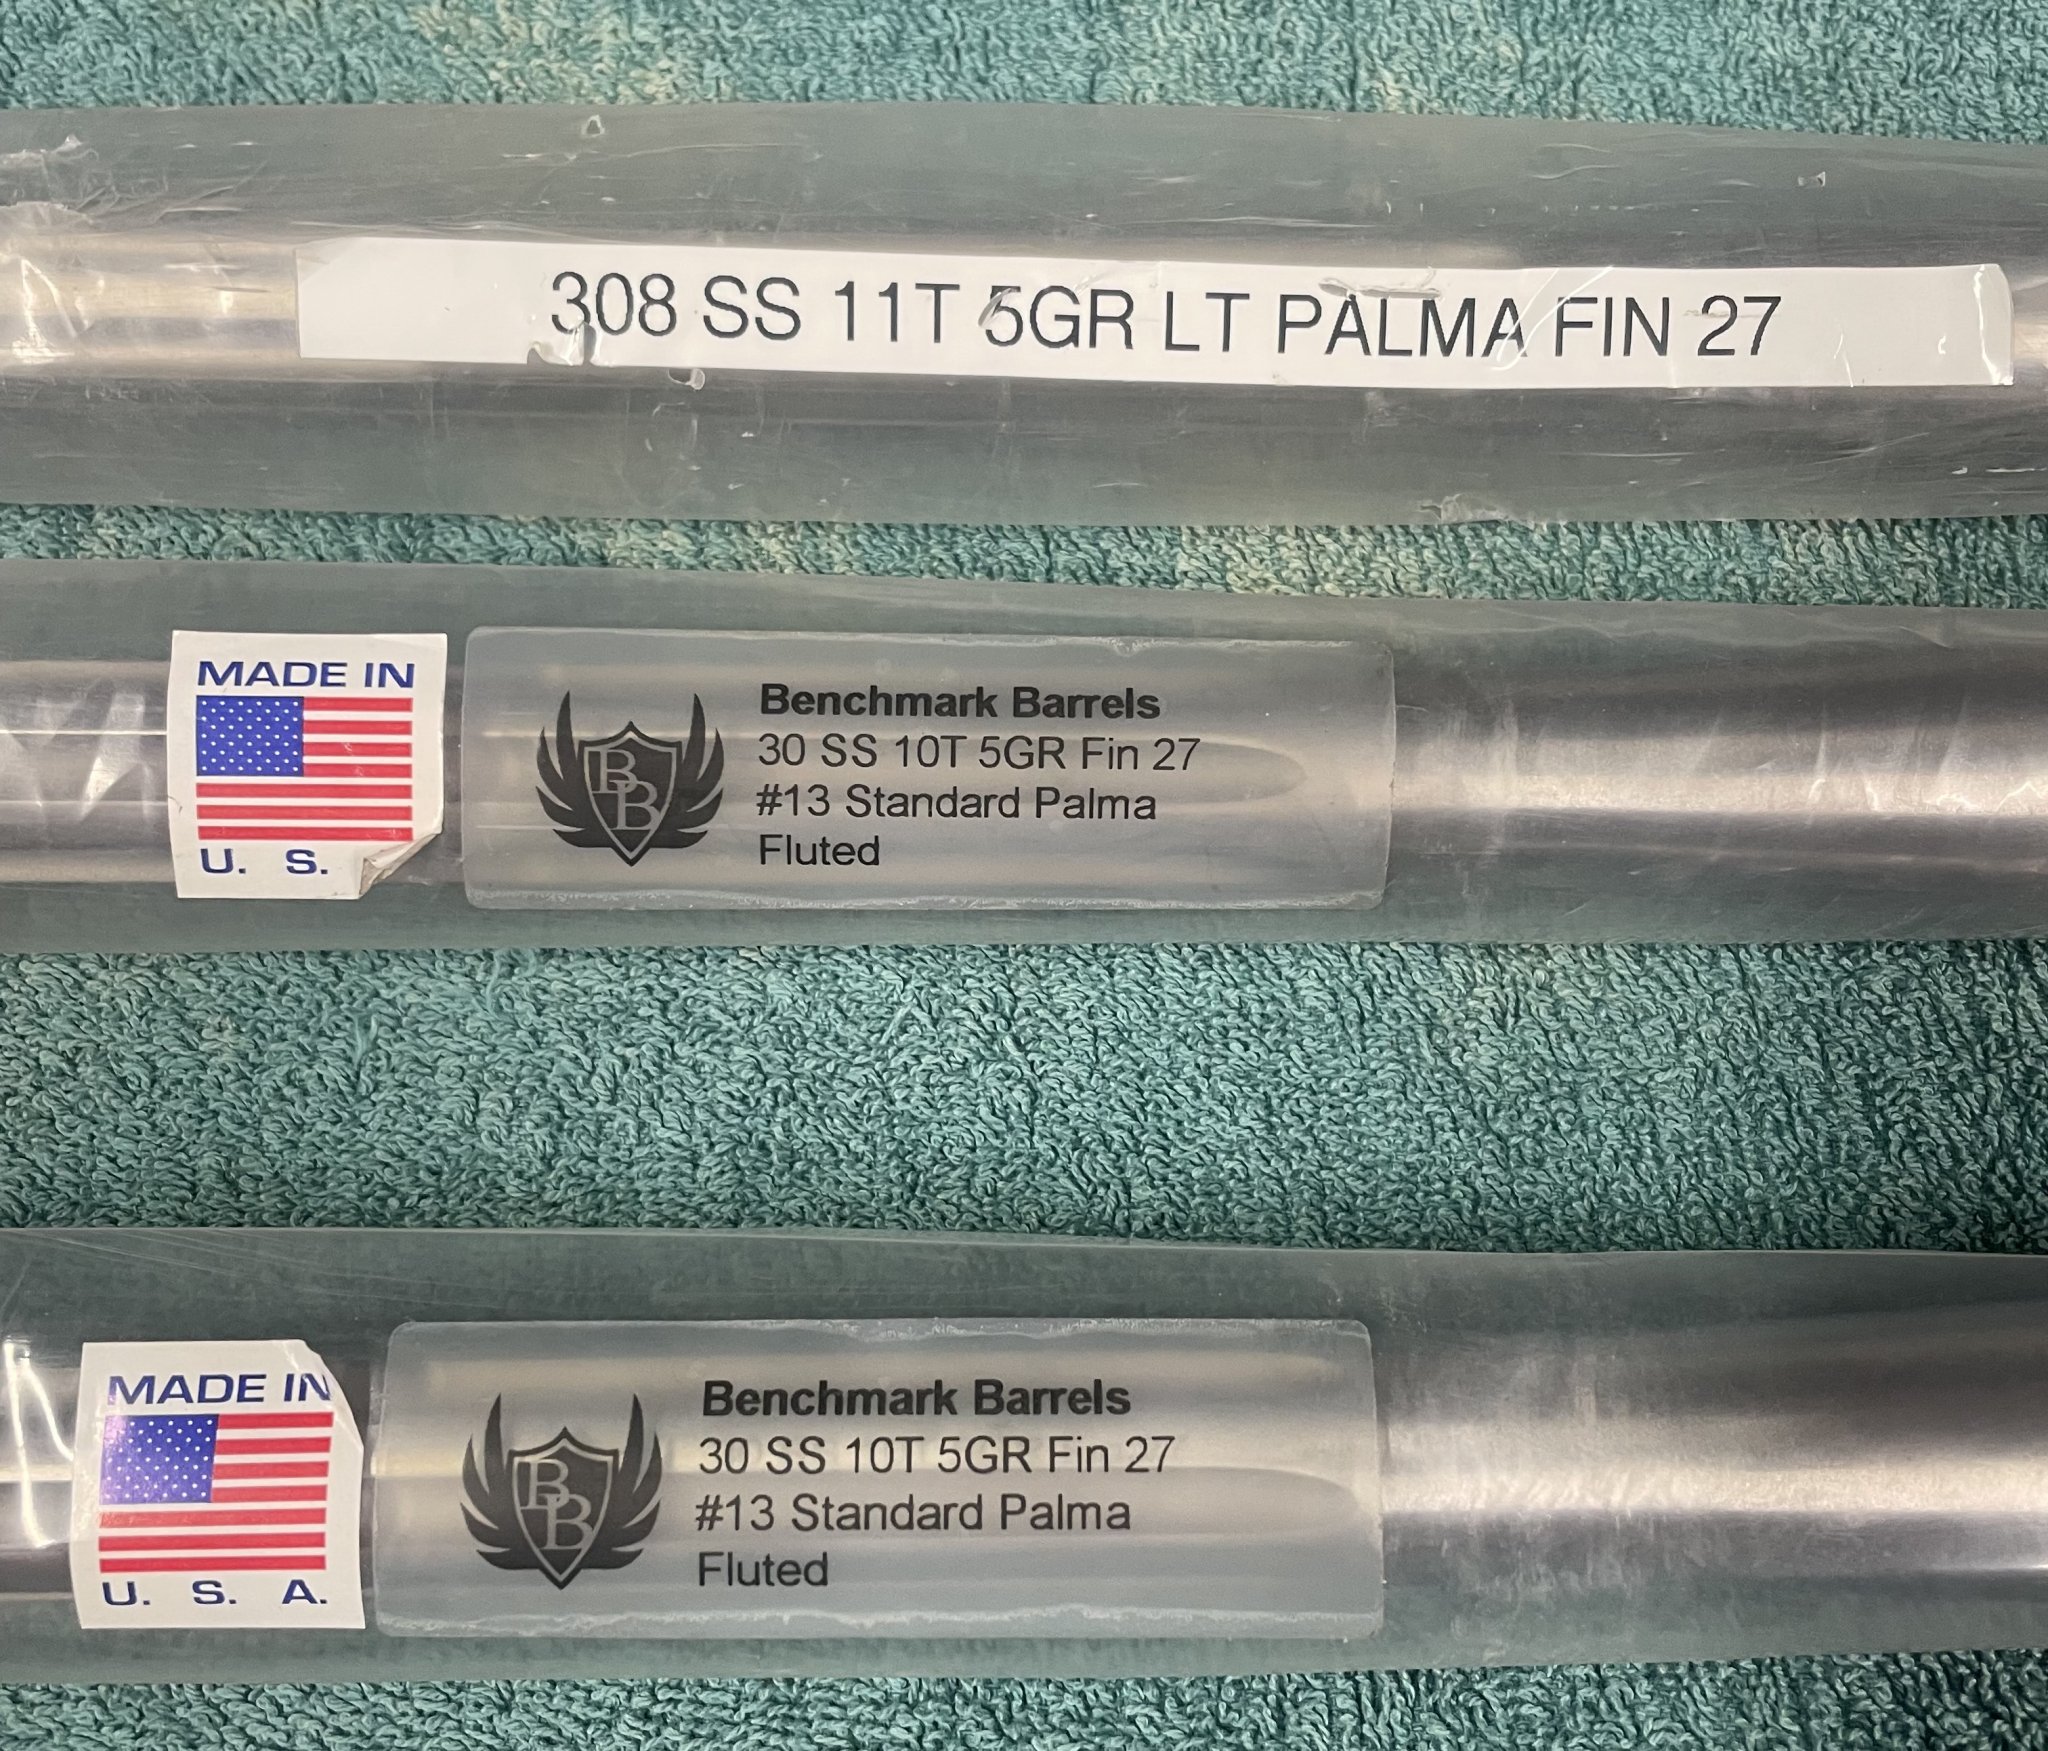 308 SS 11T 5GR LT PALMA FIN 27
MADE IN
U. S.
BB
Benchmark Barrels
30 SS 10T 5GR Fin 27
#13 Standard Palma
Fluted
MADE IN
U. S. A.
BB
Benchmark Barrels
30 SS 10T 5GR Fin 27
#13 Standard Palma
Fluted